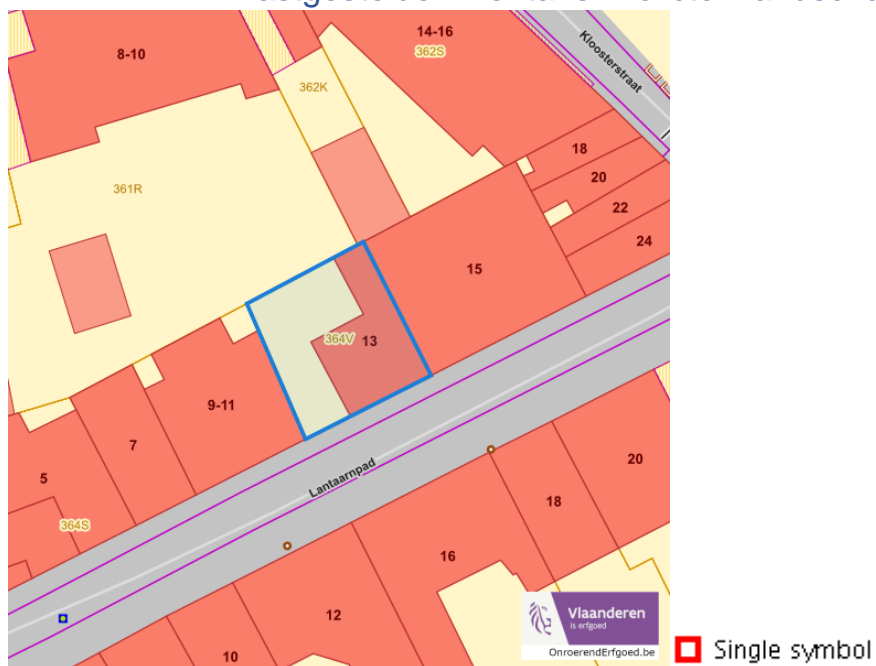 14-16
362S
8-10
Kloosterstraat
362K
18
20
361R
22
24
15
364V
13
9-11
7
5
Lantaarnpad
364S
20
18
16
12
10
Vlaanderen
is erfgoed
OnroerendErfgoed.be
Single symbol